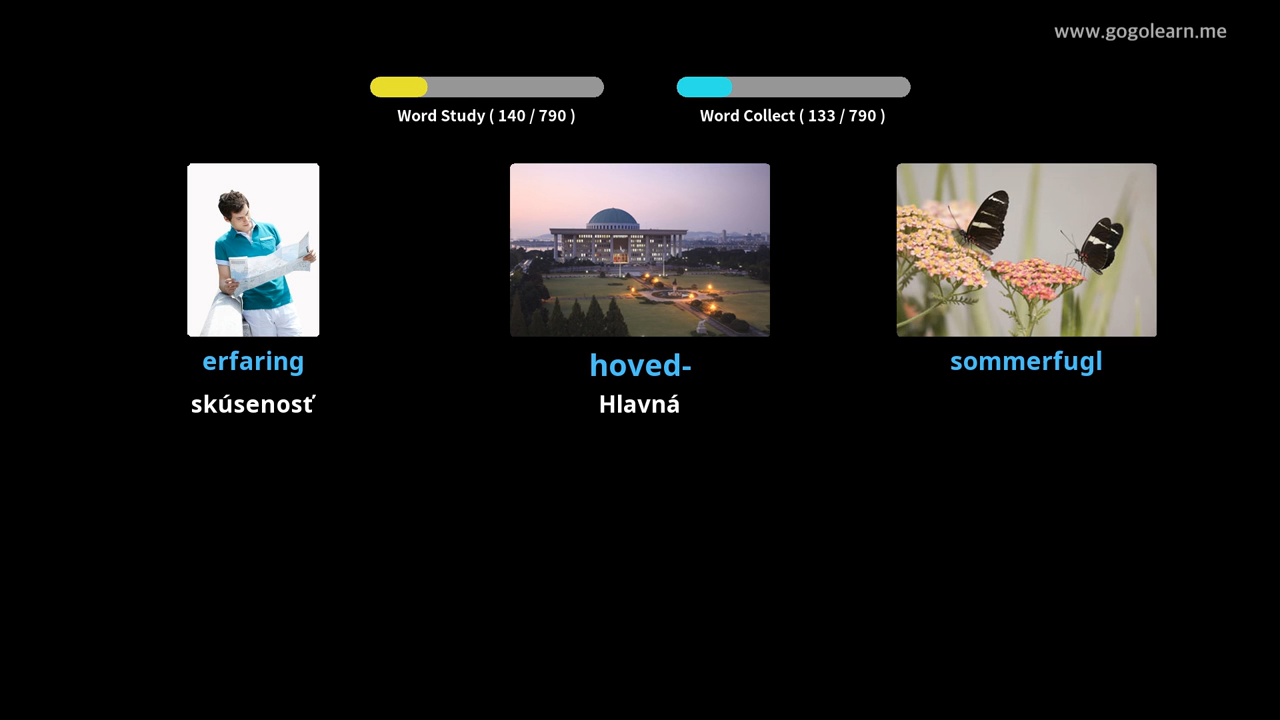 www.gogolearn.me
Word Study ( 140 / 790 )
Word Collect ( 133 / 790 )
erfaring
hoved-
sommerfugl
skúsenosť
Hlavná